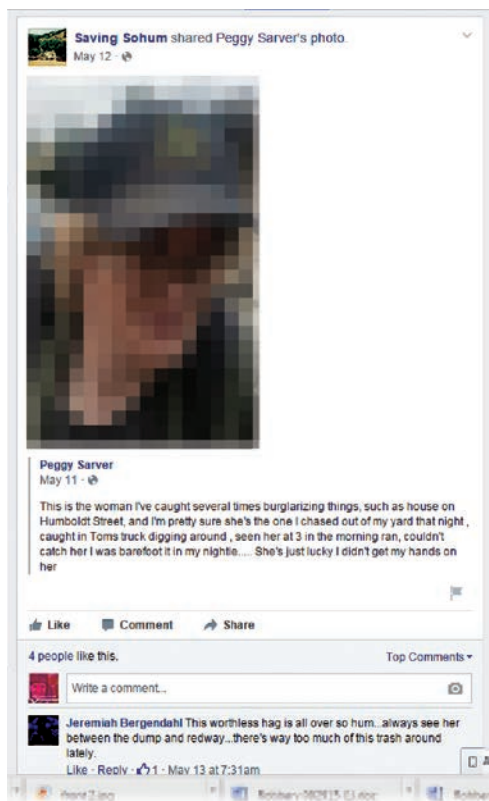 Saving Sohum shared Peggy Sarver's photo.
May 12 ·
Peggy Sarver
May 11 ·
This is the woman I've caught several times burglarizing things, such as house on
Humboldt Street, and I'm pretty sure she's the one I chased out of my yard that night ,
caught in Toms truck digging around , seen her at 3 in the morning ran, couldn't
catch her I was barefoot it in my nightie.... She's just lucky I didn't get my hands on
her
Like Comment Share
4 people like this. Top Comments
Write a comment...
Jeremiah Bergendahl This worthless hag is all over so hum...always see her
between the dump and redway...there's way too much of this trash around
lately.
Like · Reply · 1 · May 13 at 7:31am